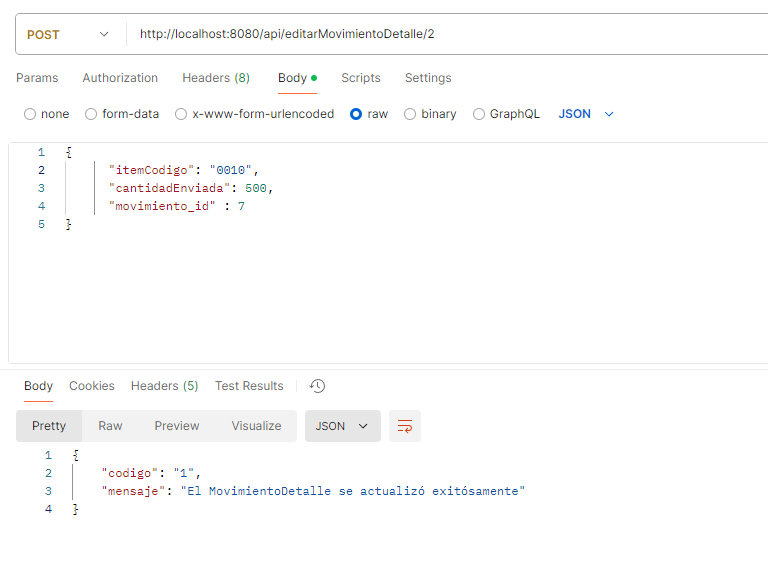 POST http://localhost:8080/api/editarMovimientoDetalle/2
Params Authorization Headers (8) Body Scripts Settings
none form-data x-www-form-urlencoded raw binary GraphQL JSON
1 {
2 "itemCodigo": "0010",
3 "cantidadEnviada": 500,
4 "movimiento_id" : 7
5 }
Body Cookies Headers (5) Test Results
Pretty Raw Preview Visualize JSON
1 {
2 "codigo": "1",
3 "mensaje": "El MovimientoDetalle se actualizó exitósamente"
4 }